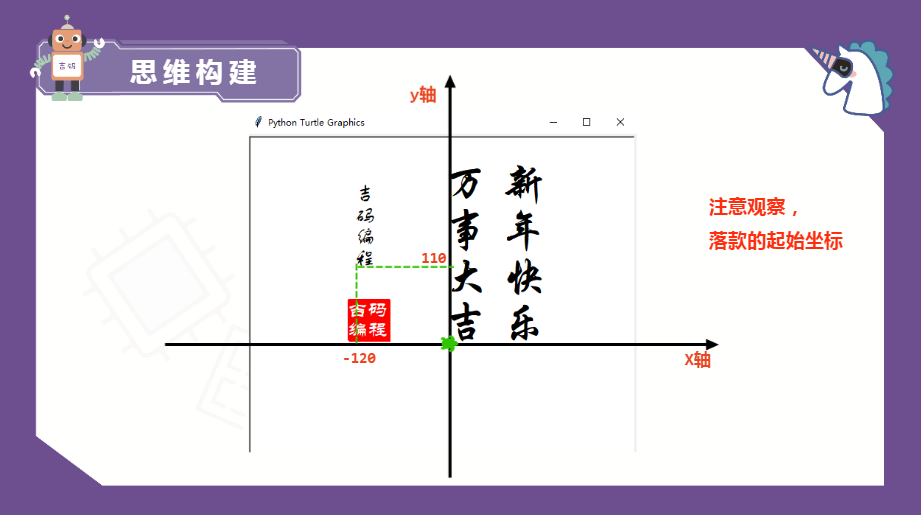 吉码
思维构建
y轴
Python Turtle Graphics
新年快乐
万事大吉
吉码编程
110
吉码
编程
-120
X轴
注意观察，
落款的起始坐标